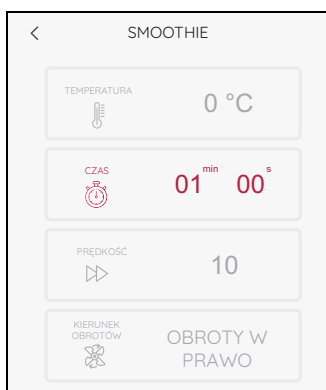 SMOOTHIE
TEMPERATURA
0 °C
CZAS
01 min 00 s
PRĘDKOŚĆ
10
KIERUNEK
OBROTÓW
OBROTY W
PRAWO